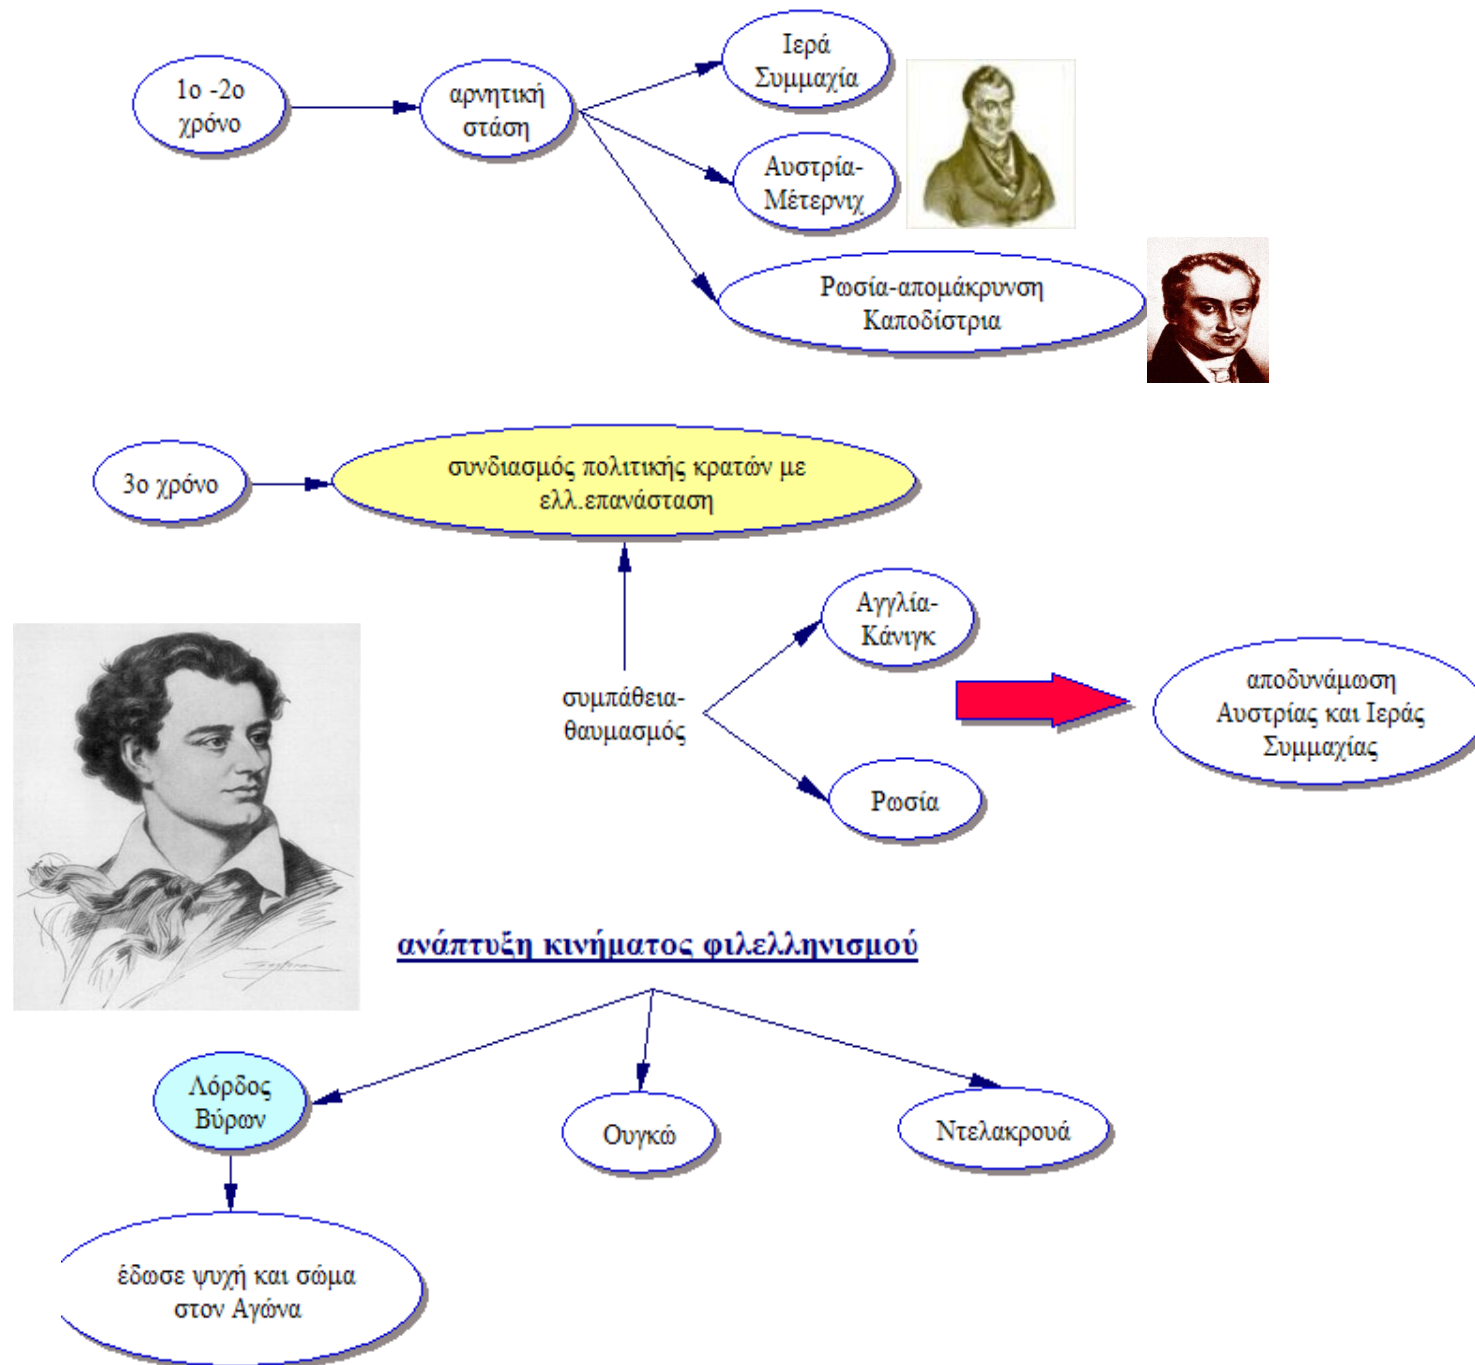 1ο -2ο
χρόνο
αρνητική
στάση
Ιερά
Συμμαχία
Αυστρία-
Μέτερνιχ
Ρωσία-απομάκρυνση
Καποδίστρια
3ο χρόνο
συνδιασμός πολιτικής κρατών με
ελλ.επανάσταση
συμπάθεια-
θαυμασμός
Αγγλία-
Κάνιγκ
Ρωσία
αποδυνάμωση
Αυστρίας και Ιεράς
Συμμαχίας
ανάπτυξη κινήματος φιλελληνισμού
Λόρδος
Βύρων
Ουγκώ
Ντελακρουά
έδωσε ψυχή και σώμα
στον Αγώνα